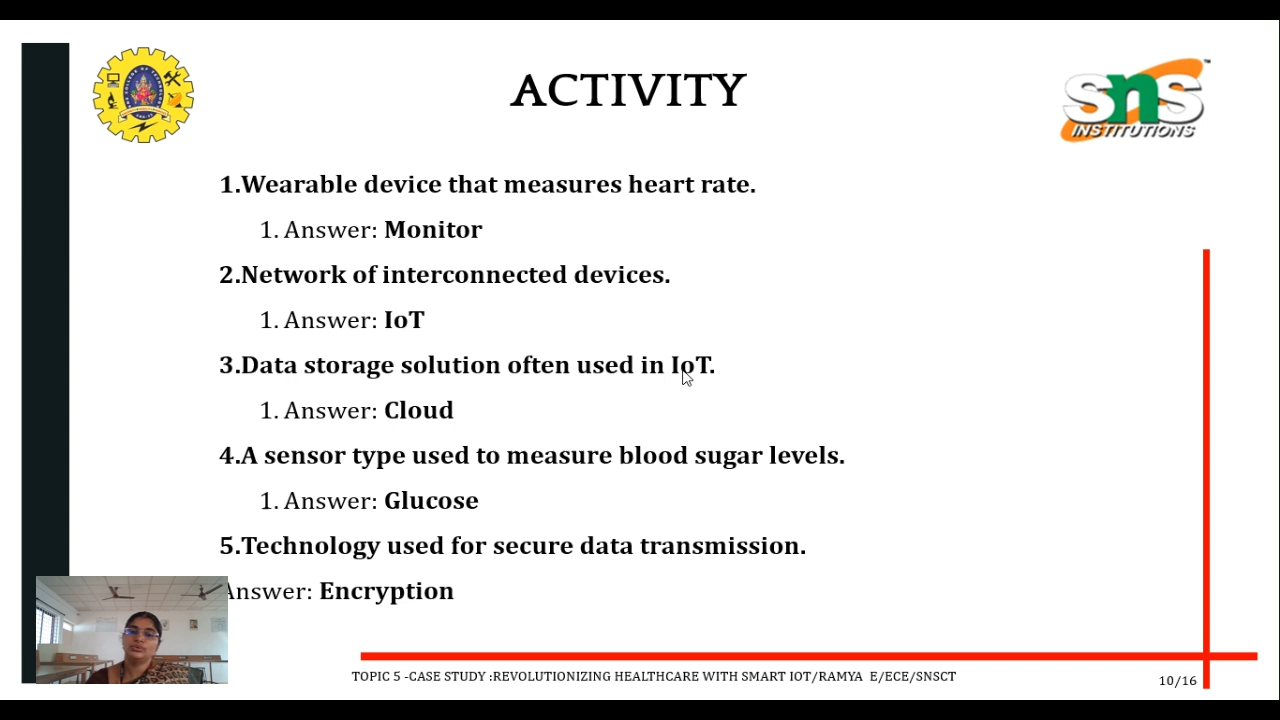 ACTIVITY
SNS
INSTITUTIONS
1.Wearable device that measures heart rate.
1. Answer: Monitor
2.Network of interconnected devices.
1. Answer: IoT
3.Data storage solution often used in IoT.
1. Answer: Cloud
4.A sensor type used to measure blood sugar levels.
1. Answer: Glucose
5.Technology used for secure data transmission.
Answer: Encryption
TOPIC 5 -CASE STUDY :REVOLUTIONIZING HEALTHCARE WITH SMART IOT/RAMYA E/ECE/SNSCT
10/16